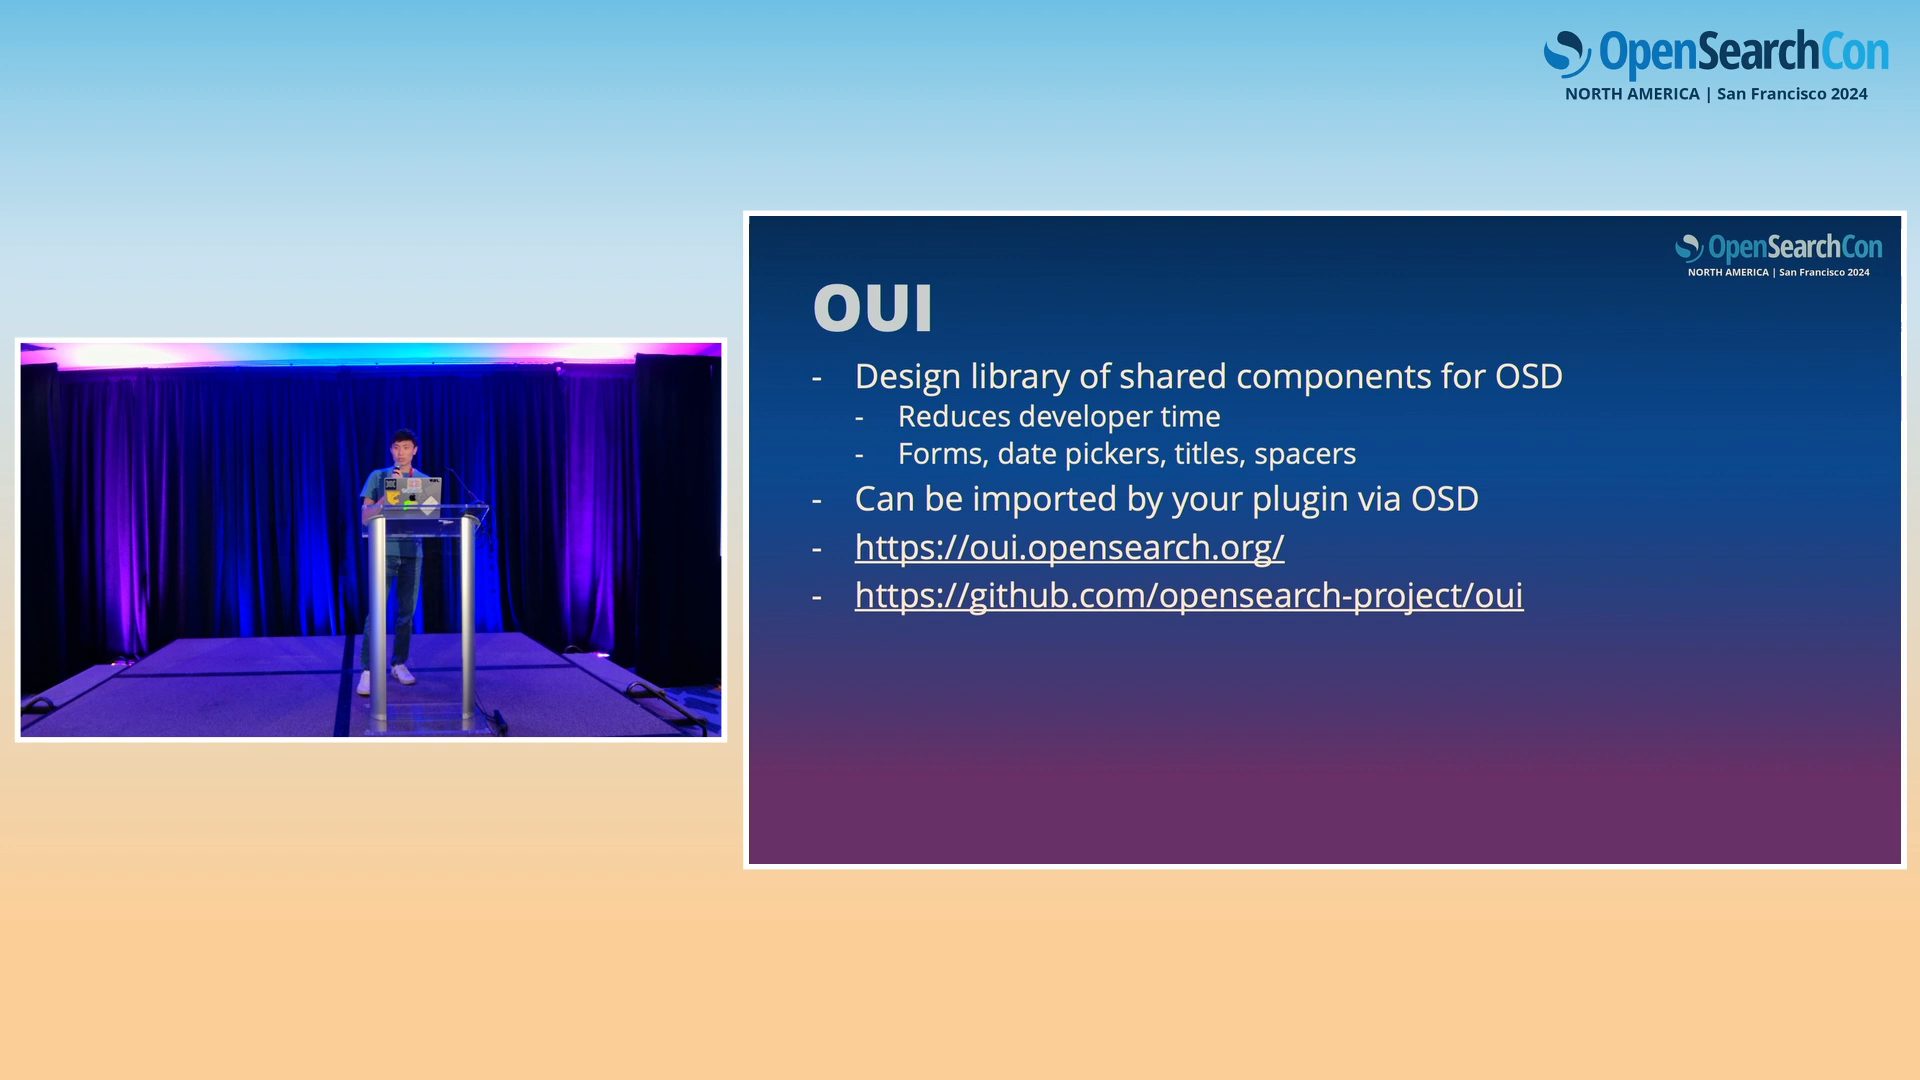 OpenSearchCon
NORTH AMERICA | San Francisco 2024
OpenSearchCon
NORTH AMERICA | San Francisco 2024
OUI
- Design library of shared components for OSD
- Reduces developer time
- Forms, date pickers, titles, spacers
- Can be imported by your plugin via OSD
- https://oui.opensearch.org/
- https://github.com/opensearch-project/oui